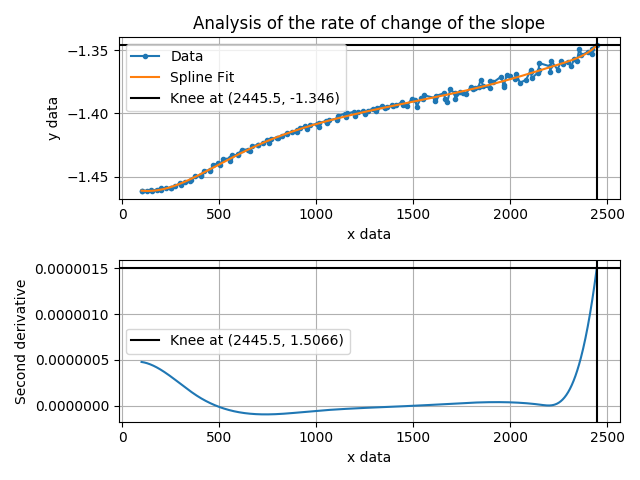 Analysis of the rate of change of the slope
−1.35
−1.40
−1.45
y data
Data
Spline Fit
Knee at (2445.5, -1.346)
0 500 1000 1500 2000 2500
x data
0.0000015
0.0000010
0.0000005
0.0000000
Second derivative
Knee at (2445.5, 1.5066)
0 500 1000 1500 2000 2500
x data